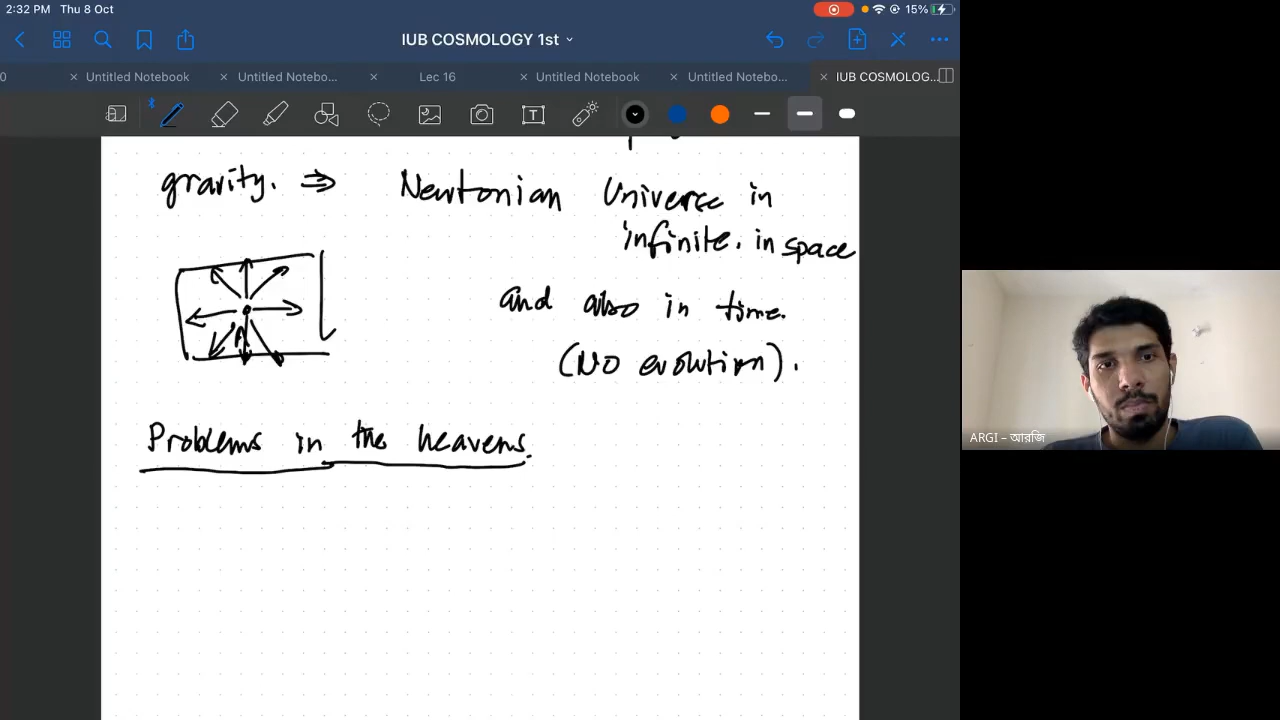 2:32 PM Thu 8 Oct
15%
IUB COSMOLOGY 1st
0
Untitled Notebook
Untitled Notebo...
Lec 16
Untitled Notebook
Untitled Notebo...
IUB COSMOLOG...
T
gravity. ⇒ Newtonian Universe in
infinite. in space
and also in time.
(No evolution).
Problems in the heavens.
ARGI – আরজি